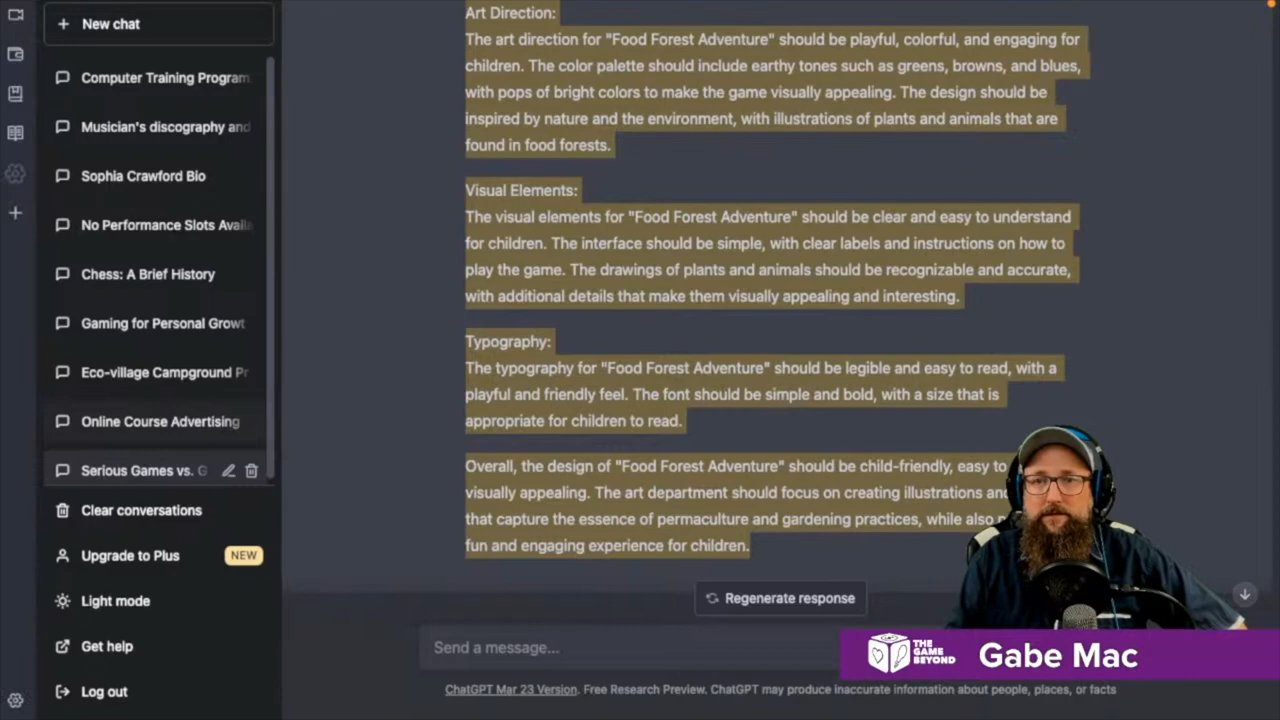 New chat
Computer Training Program
Musician's discography and
Sophia Crawford Bio
No Performance Slots Avail
Chess: A Brief History
Gaming for Personal Growt
Eco-village Campground Pr
Online Course Advertising
Serious Games vs. G
Clear conversations
Upgrade to Plus NEW
Light mode
Get help
Log out
Art Direction:
The art direction for "Food Forest Adventure" should be playful, colorful, and engaging for
children. The color palette should include earthy tones such as greens, browns, and blues,
with pops of bright colors to make the game visually appealing. The design should be
inspired by nature and the environment, with illustrations of plants and animals that are
found in food forests.
Visual Elements:
The visual elements for "Food Forest Adventure" should be clear and easy to understand
for children. The interface should be simple, with clear labels and instructions on how to
play the game. The drawings of plants and animals should be recognizable and accurate,
with additional details that make them visually appealing and interesting.
Typography:
The typography for "Food Forest Adventure" should be legible and easy to read, with a
playful and friendly feel. The font should be simple and bold, with a size that is
appropriate for children to read.
Overall, the design of "Food Forest Adventure" should be child-friendly, easy to
visually appealing. The art department should focus on creating illustrations
that capture the essence of permaculture and gardening practices, while also
fun and engaging experience for children.
Regenerate response
Send a message...
ChatGPT Mar 23 Version. Free Research Preview. ChatGPT may produce inaccurate information about people, places, or facts
THE
GAME
BEYOND
Gabe Mac